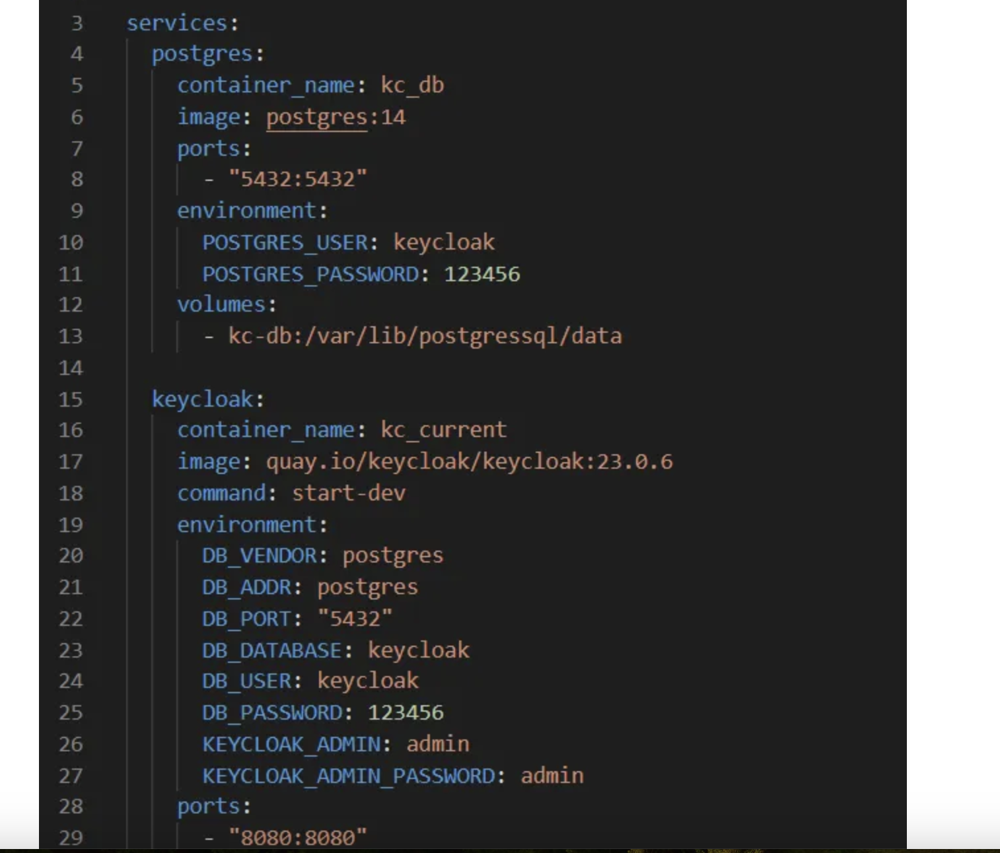 3 services:
4 postgres:
5 container_name: kc_db
6 image: postgres:14
7 ports:
8 - "5432:5432"
9 environment:
10 POSTGRES_USER: keycloak
11 POSTGRES_PASSWORD: 123456
12 volumes:
13 - kc-db:/var/lib/postgressql/data
14
15 keycloak:
16 container_name: kc_current
17 image: quay.io/keycloak/keycloak:23.0.6
18 command: start-dev
19 environment:
20 DB_VENDOR: postgres
21 DB_ADDR: postgres
22 DB_PORT: "5432"
23 DB_DATABASE: keycloak
24 DB_USER: keycloak
25 DB_PASSWORD: 123456
26 KEYCLOAK_ADMIN: admin
27 KEYCLOAK_ADMIN_PASSWORD: admin
28 ports:
29 - "8080:8080"